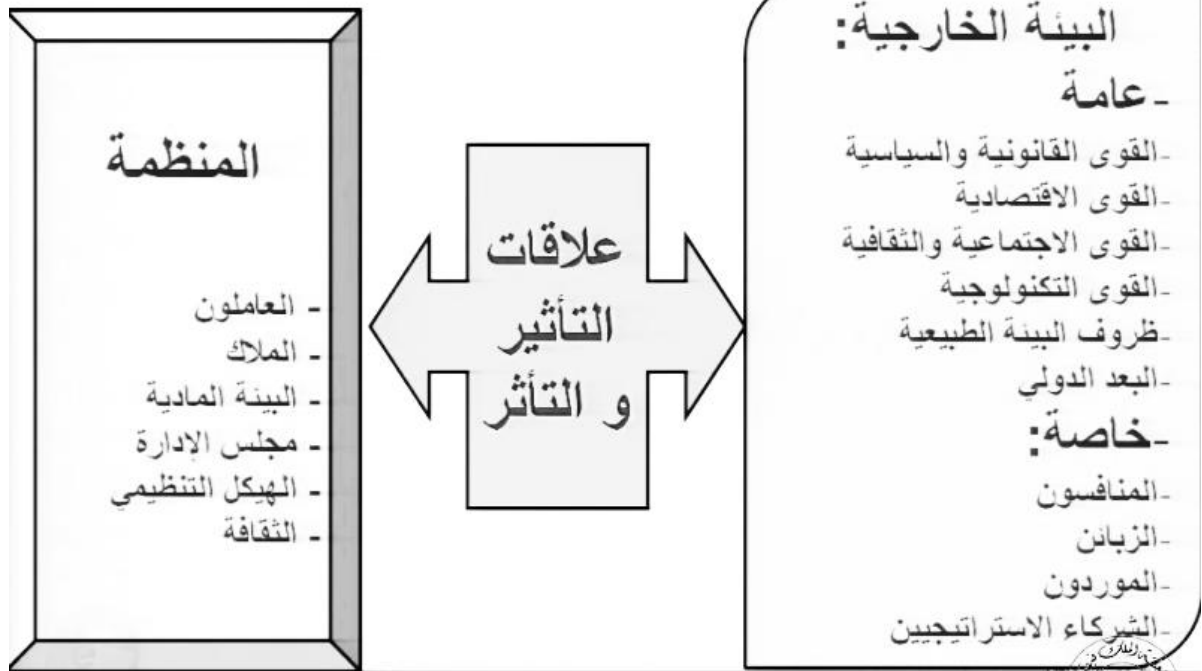 البيئة الخارجية:
-عامة
-القوى القانونية والسياسية
-القوى الاقتصادية
-القوى الاجتماعية والثقافية
-القوى التكنولوجية
-ظروف البيئة الطبيعية
-البعد الدولي
-خاصة:
-المنافسون
-الزبائن
-الموردون
-الشركاء الاستراتيجيين
علاقات
التأثير
و التأثر
المنظمة
- العاملون
- الملاك
- البيئة المادية
- مجلس الإدارة
- الهيكل التنظيمي
- الثقافة